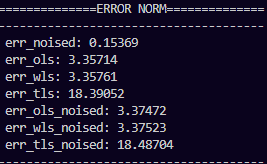 ==============ERROR NORM==============
--------------------------------------
err_noised: 0.15369
err_ols: 3.35714
err_wls: 3.35761
err_tls: 18.39052
err_ols_noised: 3.37472
err_wls_noised: 3.37523
err_tls_noised: 18.48704
--------------------------------------